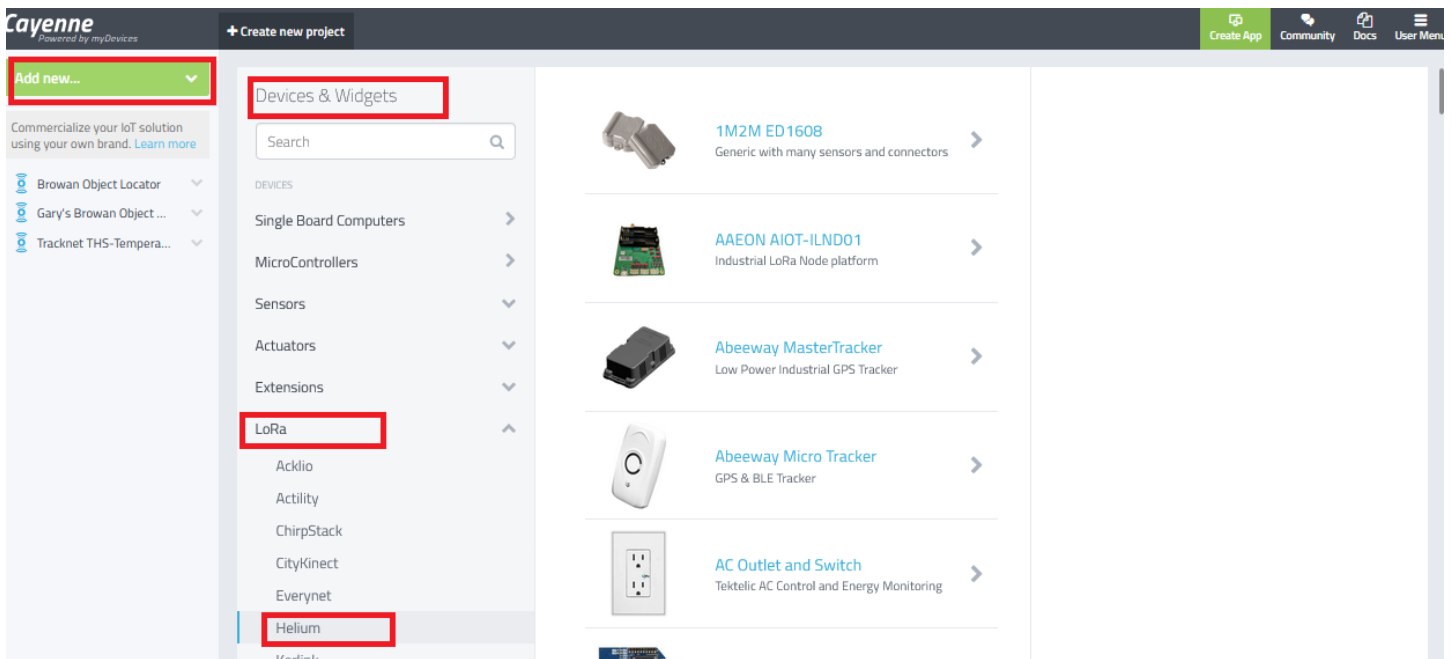 Cayenne
Powered by myDevices
+ Create new project
Create App
Community
Docs
User Menu
Add new...
Commercialize your IoT solution
using your own brand. Learn more
Browan Object Locator
Gary's Browan Object ...
Tracknet THS-Tempera...
Devices & Widgets
Search
DEVICES
Single Board Computers
MicroControllers
Sensors
Actuators
Extensions
LoRa
Acklio
Actility
ChirpStack
CityKinect
Everynet
Helium
1M2M ED1608
Generic with many sensors and connectors
AAEON AIOT-ILND01
Industrial LoRa Node platform
Abeeway MasterTracker
Low Power Industrial GPS Tracker
Abeeway Micro Tracker
GPS & BLE Tracker
AC Outlet and Switch
Tektelic AC Control and Energy Monitoring